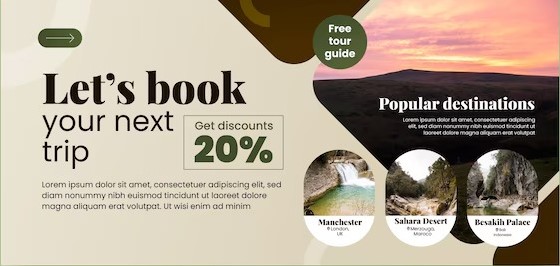 Let's book
your next
trip
Get discounts
20%
Lorem ipsum dolor sit amet, consectetuer adipiscing elit, sed
diam nonummy nibh euismod tincidunt ut laoreet dolore
magna aliquam erat volutpat. Ut wisi enim ad minim
Free
tour
guide
Popular destinations
Lorem ipsum dolor sit amet, consectetuer adipiscing
elit, sed diam nonummy nibh euismod tincidunt ut
laoreet dolore magna aliquam erat volutpat
Manchester
London,
UK
Sahara Desert
Merzouga,
Maroco
Besakih Palace
Bali
Indonesia